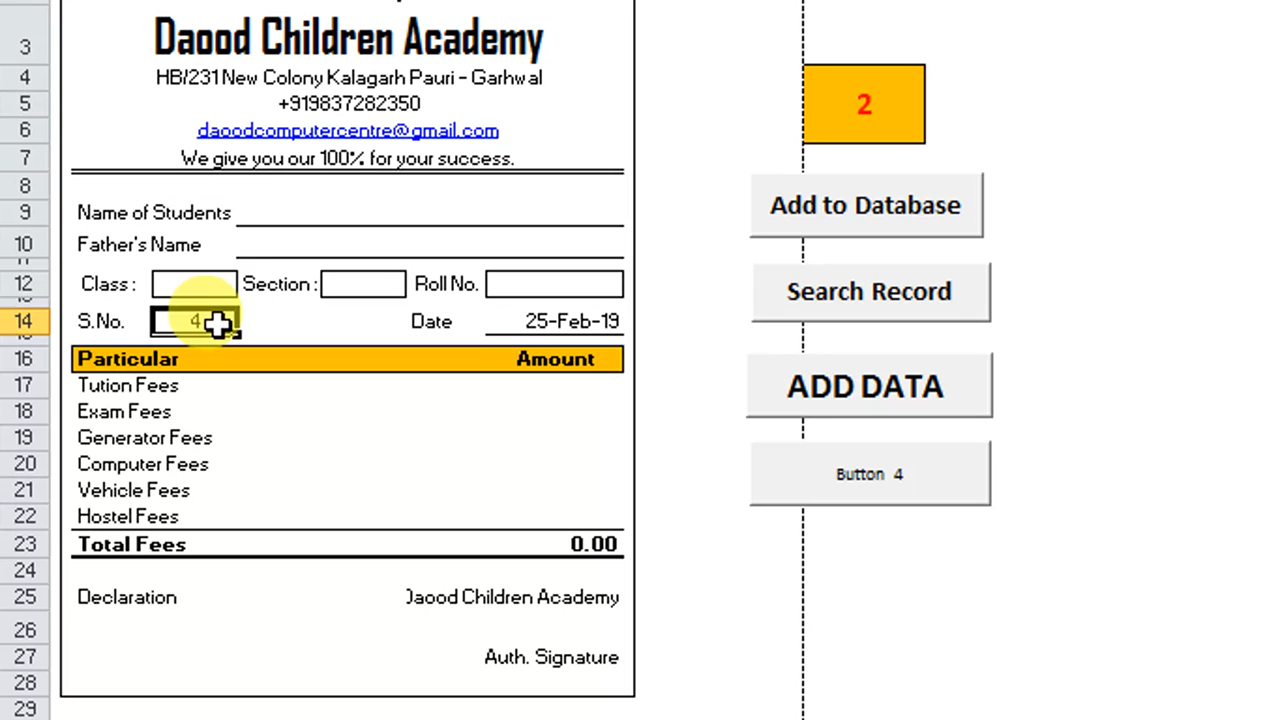 3
Daood Children Academy
4
HB/231 New Colony Kalagarh Pauri - Garhwal
5
+919837282350
2
6
daoodcomputercentre@gmail.com
7
We give you our 100% for your success.
8
9
Name of Students
Add to Database
10
Father's Name
12
Class :
Section :
Roll No.
Search Record
14
S.No.
4
Date
25-Feb-19
16
Particular
Amount
17
Tution Fees
ADD DATA
18
Exam Fees
19
Generator Fees
20
Computer Fees
Button 4
21
Vehicle Fees
22
Hostel Fees
23
Total Fees
0.00
24
25
Declaration
Daood Children Academy
26
27
Auth. Signature
28
29